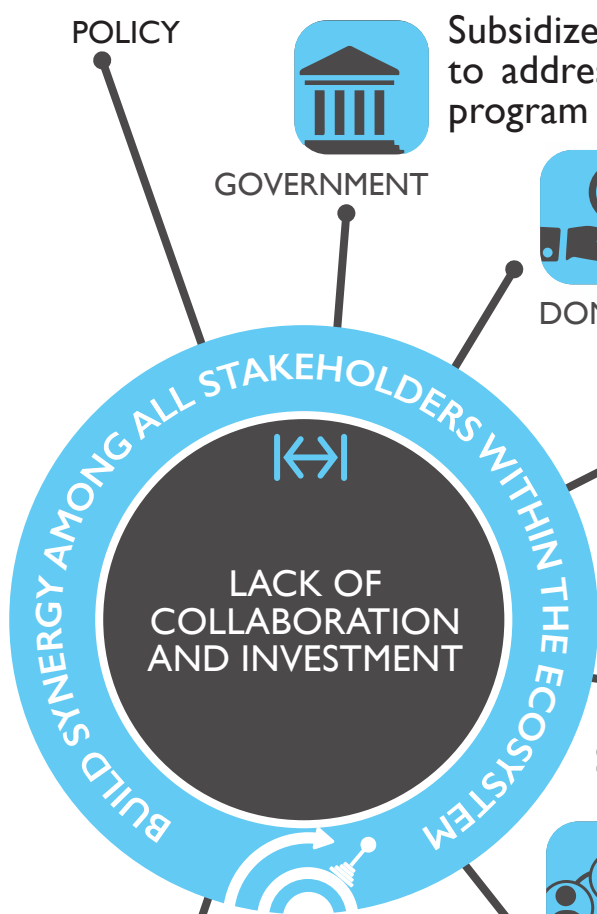 POLICY
Subsidize
to addres
program
GOVERNMENT
DON
BUILD SYNERGY AMONG ALL STAKEHOLDERS WITHIN THE ECOSYSTEM
LACK OF
COLLABORATION
AND INVESTMENT